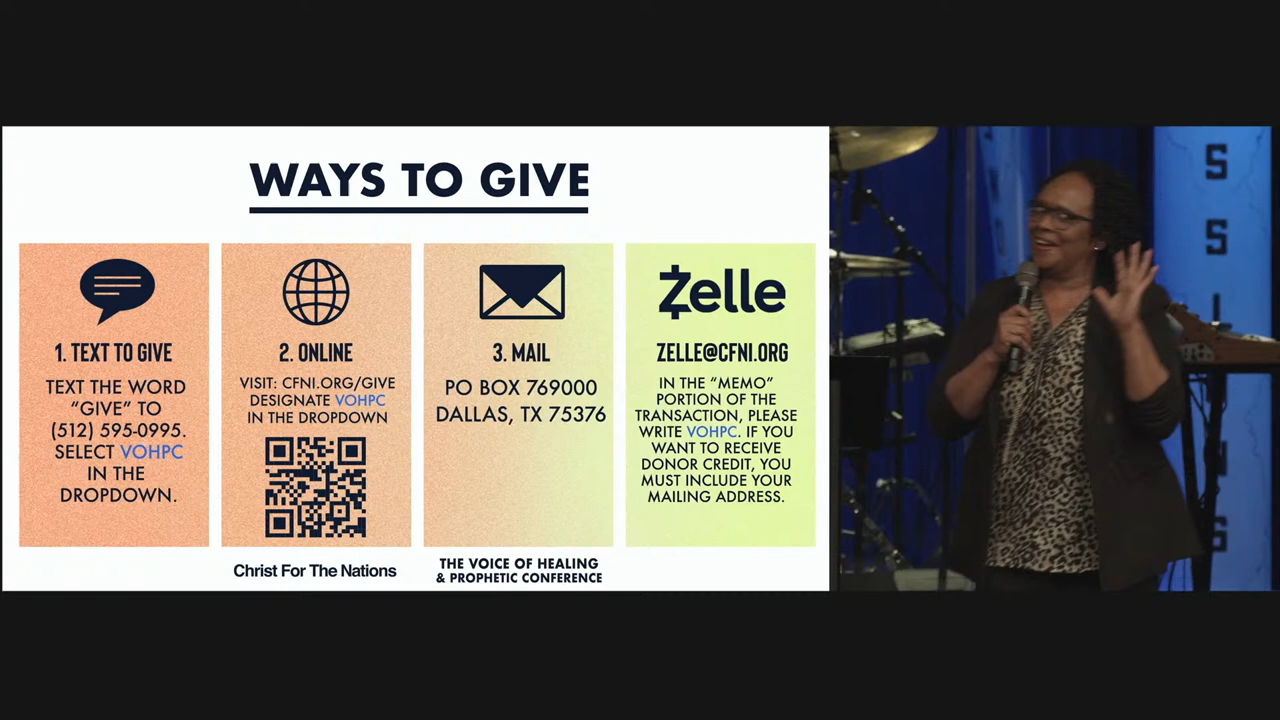 WAYS TO GIVE
1. TEXT TO GIVE
TEXT THE WORD
“GIVE” TO
(512) 595-0995.
SELECT VOHPC
IN THE
DROPDOWN.
2. ONLINE
VISIT: CFNI.ORG/GIVE
DESIGNATE VOHPC
IN THE DROPDOWN
3. MAIL
PO BOX 769000
DALLAS, TX 75376
Zelle
ZELLE@CFNI.ORG
IN THE “MEMO”
PORTION OF THE
TRANSACTION, PLEASE
WRITE VOHPC. IF YOU
WANT TO RECEIVE
DONOR CREDIT, YOU
MUST INCLUDE YOUR
MAILING ADDRESS.
Christ For The Nations
THE VOICE OF HEALING
& PROPHETIC CONFERENCE